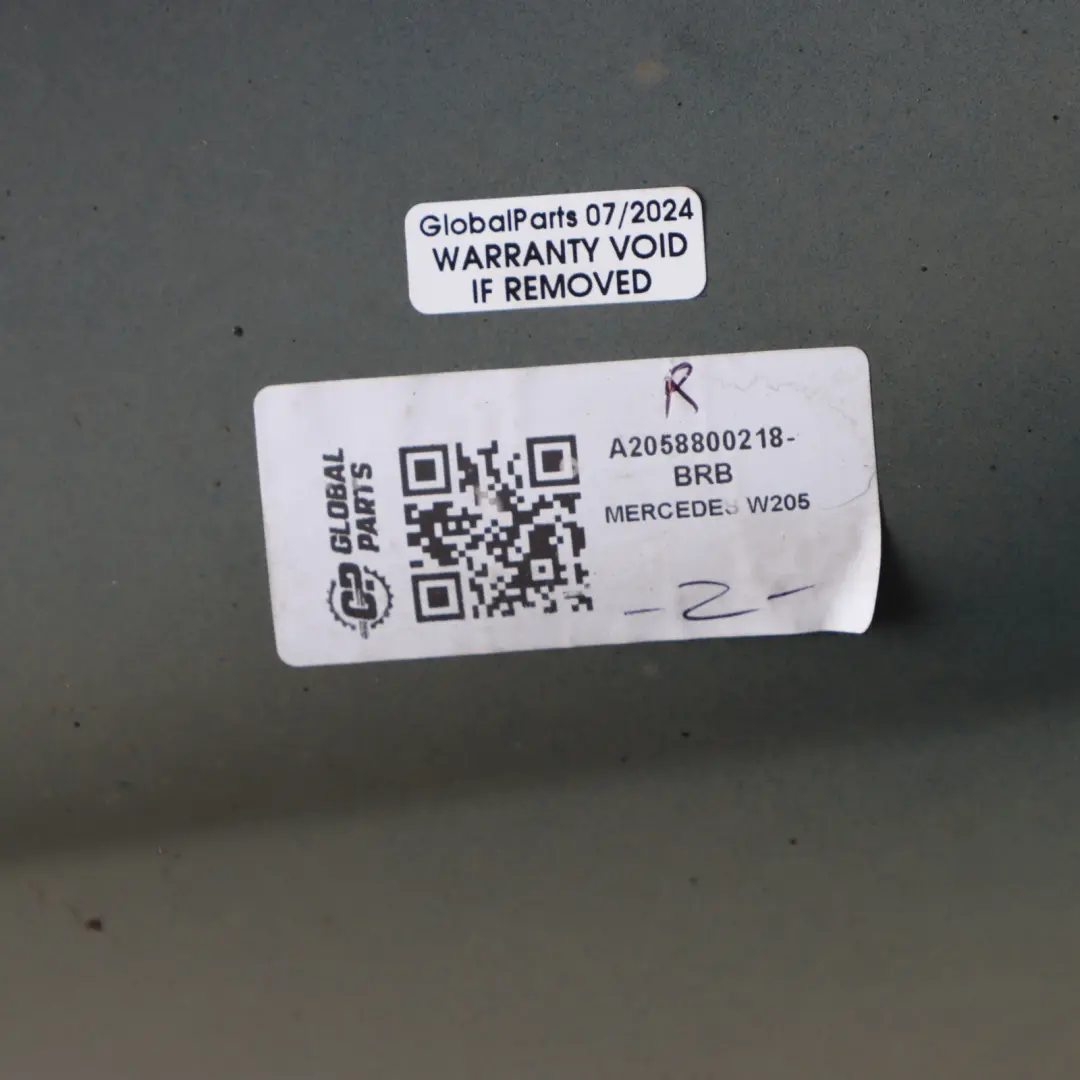 GlobalParts 07/2024
WARRANTY VOID
IF REMOVED
R
A2058800218-
BRB
MERCEDES W205
GLOBAL
PARTS
-2-